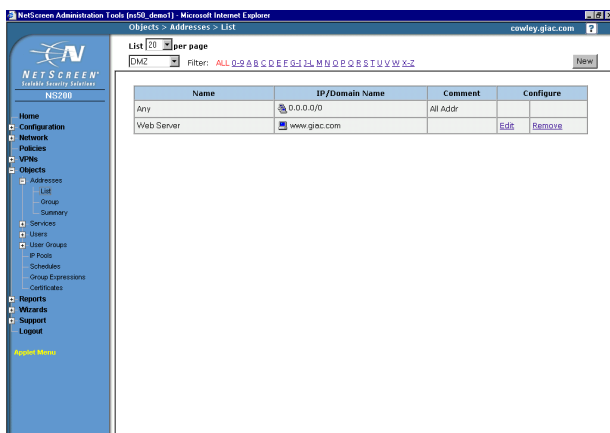 NetScreen Administration Tools (ns50_demo1) - Microsoft Internet Explorer
Objects > Addresses > List
cowley.giac.com ?
List 20 per page
DMZ Filter: ALL 0-9 A B C D E F G-I J-L M N O P Q R S T U V W X-Z New
NETSCREEN
Scalable Security Solutions
NS200
Home
Configuration
Network
Policies
VPNs
Objects
Addresses
List
Group
Summary
Services
Users
User Groups
IP Pools
Schedules
Group Expressions
Certificates
Reports
Wizards
Support
Logout
Applet Menu
Name IP/Domain Name Comment Configure
Any 0.0.0.0/0 All Addr
Web Server www.giac.com Edit Remove